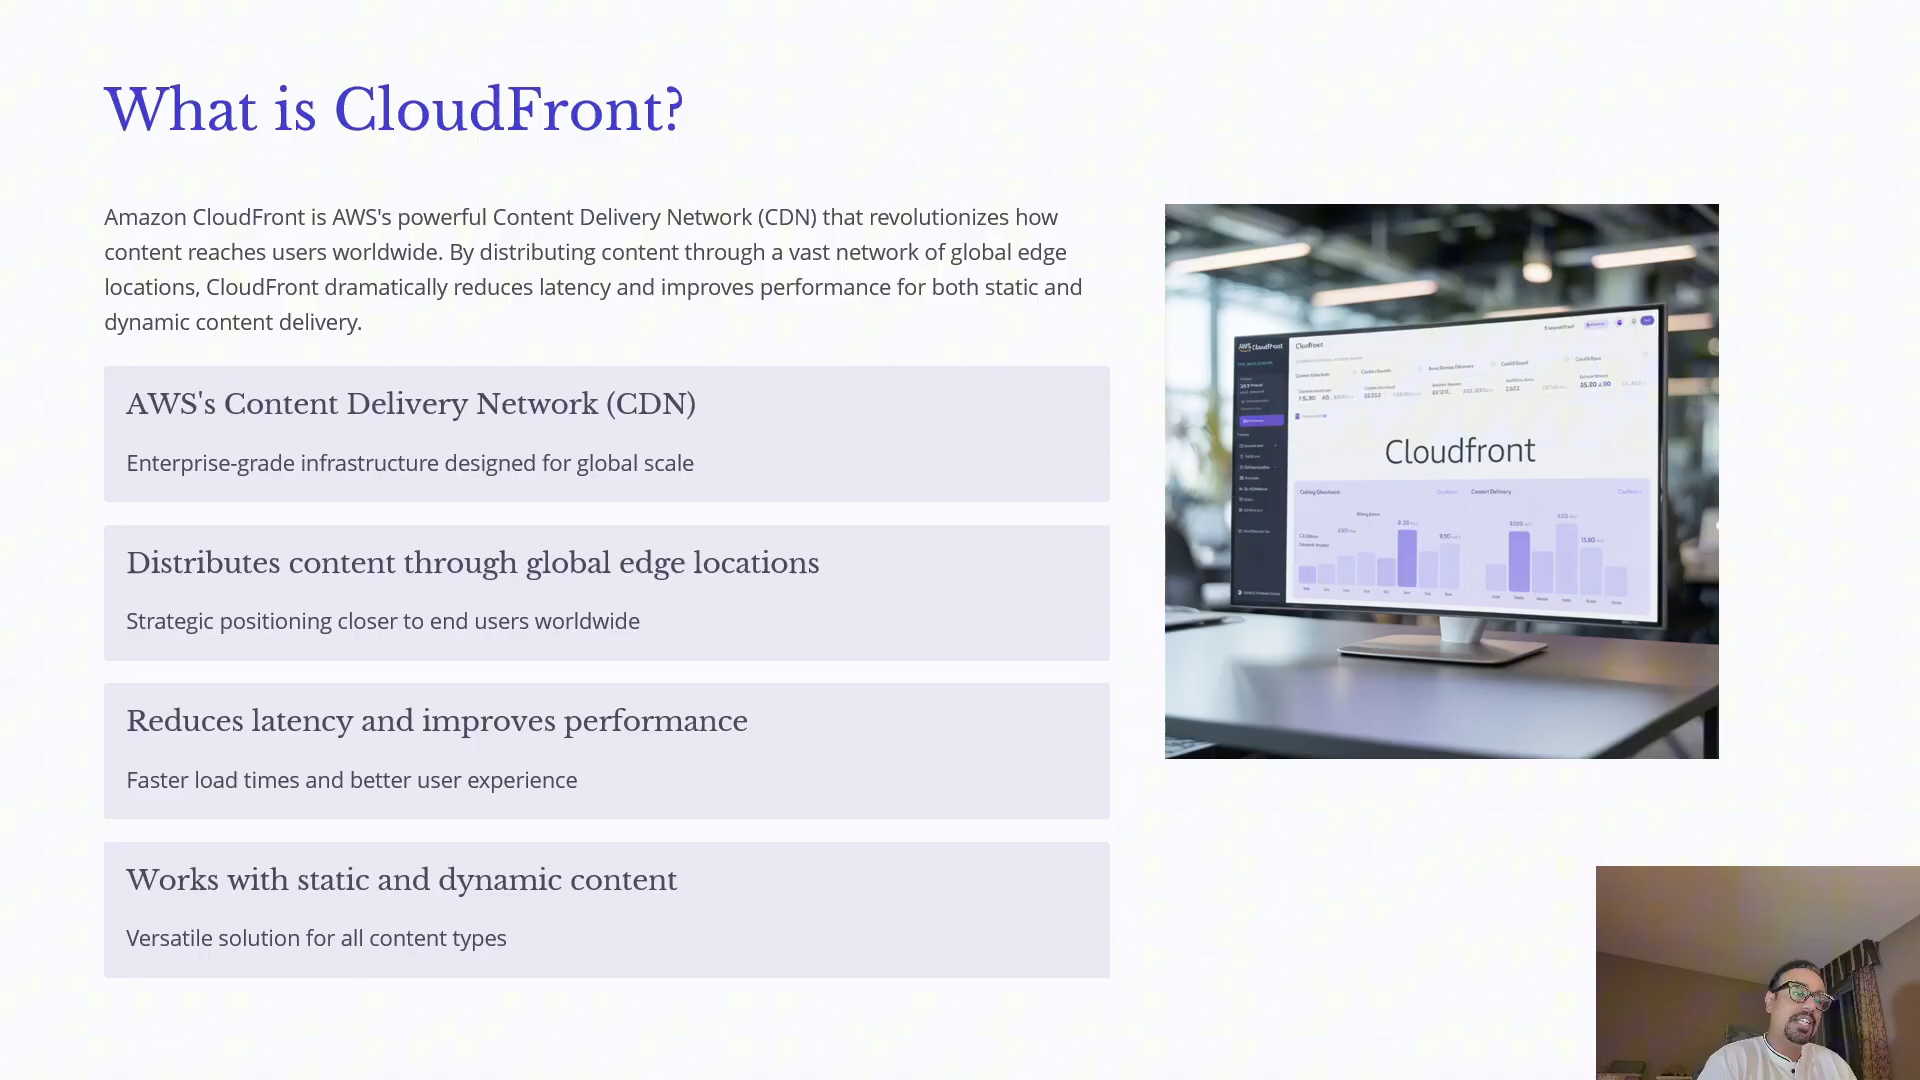 What is CloudFront?
Amazon CloudFront is AWS's powerful Content Delivery Network (CDN) that revolutionizes how
content reaches users worldwide. By distributing content through a vast network of global edge
locations, CloudFront dramatically reduces latency and improves performance for both static and
dynamic content delivery.
AWS's Content Delivery Network (CDN)
Enterprise-grade infrastructure designed for global scale
Distributes content through global edge locations
Strategic positioning closer to end users worldwide
Reduces latency and improves performance
Faster load times and better user experience
Works with static and dynamic content
Versatile solution for all content types
AWS Cloudfront
Cloudfront